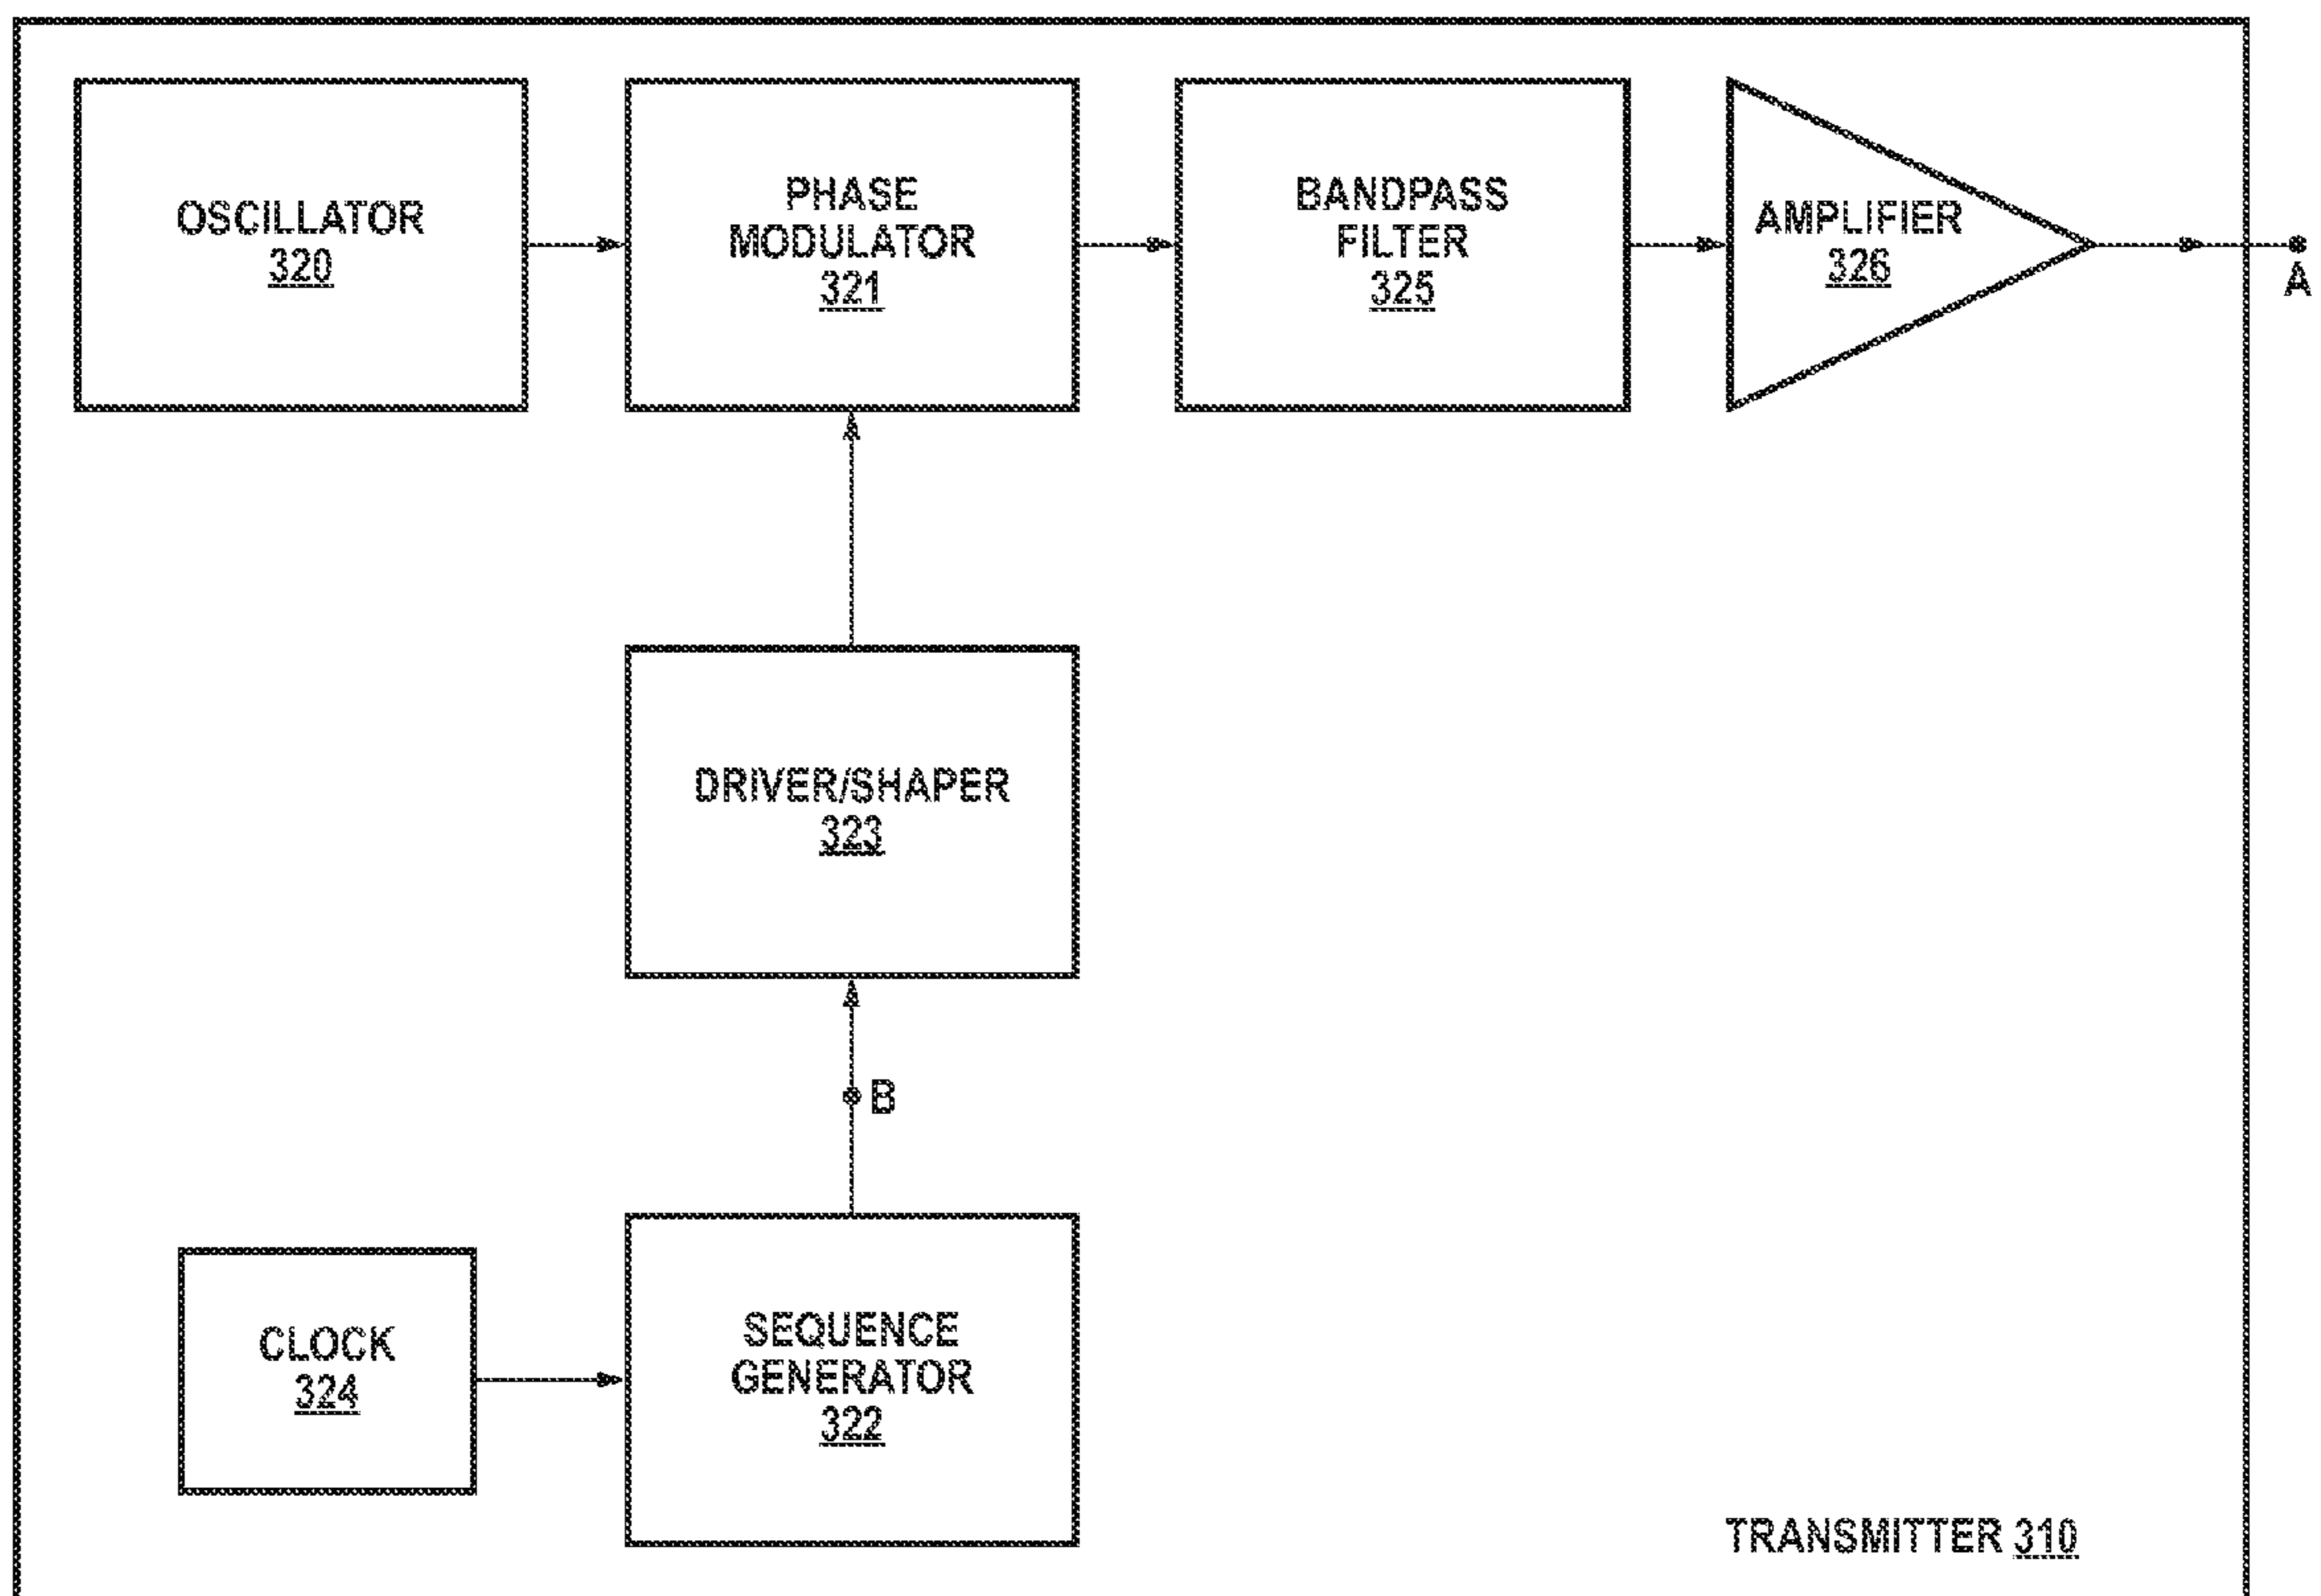 OSCILLATOR
320
PHASE
MODULATOR
321
BANDPASS
FILTER
325
AMPLIFIER
326
A
DRIVER/SHAPER
323
B
CLOCK
324
SEQUENCE
GENERATOR
322
TRANSMITTER 310